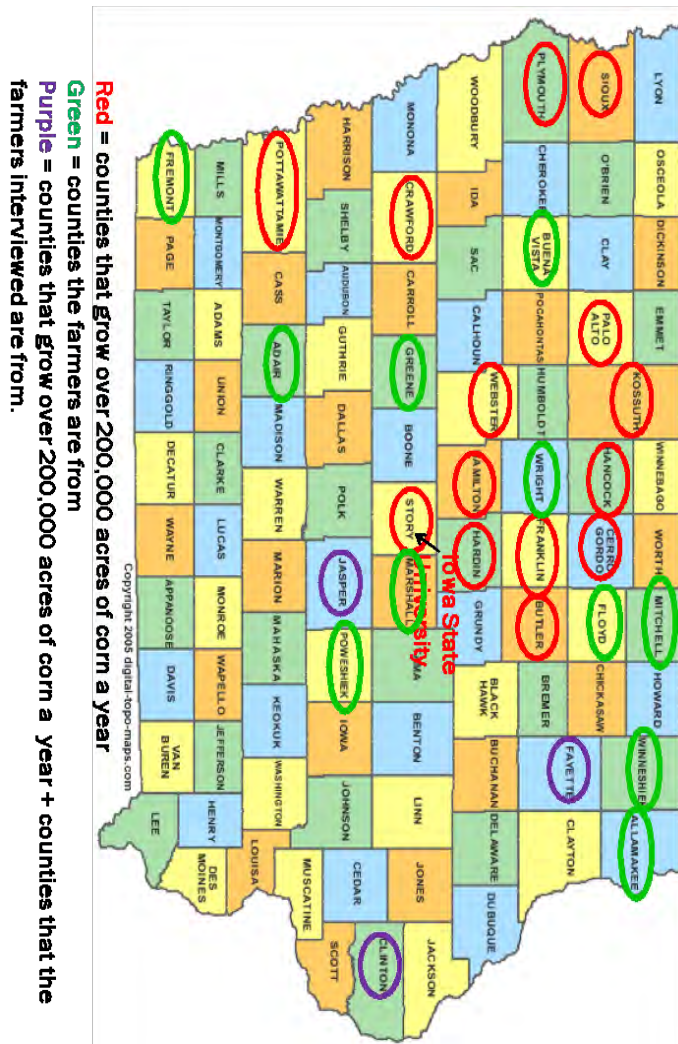 LYON OSCEOLA DICKINSON EMMET WINNEBAGO WORTH MITCHELL HOWARD WINNESHIEK ALLAMAKEE
SIOUX O'BRIEN CLAY PALO ALTO KOSSUTH HANCOCK CERRO GORDO FLOYD CHICKASAW
PLYMOUTH CHEROKEE BUENA VISTA POCAHONTAS HUMBOLDT WRIGHT FRANKLIN BUTLER BREMER FAYETTE CLAYTON
WOODBURY IDA SAC CALHOUN WEBSTER AMILTON HARDIN GRUNDY BLACK HAWK BUCHANAN DELAWARE DUBUQUE
Iowa State
University
MONONA CRAWFORD CARROLL GREENE BOONE STORY MARSHALL MA BENTON LINN JONES JACKSON
HARRISON SHELBY AUDUBON GUTHRIE DALLAS POLK JASPER POWESHIEK IOWA JOHNSON CEDAR CLINTON
SCOTT
MUSCATINE
POTTAWATTAMIE CASS ADAIR MADISON WARREN MARION MAHASKA KEOKUK WASHINGTON LOUISA
MILLS MONTGOMERY ADAMS UNION CLARKE LUCAS MONROE WAPELLO JEFFERSON HENRY DES MOINES
FREMONT PAGE TAYLOR RINGGOLD DECATUR WAYNE APPANOOSE DAVIS VAN BUREN LEE
Copyright 2005 digital-topo-maps.com
Red = counties that grow over 200,000 acres of corn a year
Green = counties the farmers are from
Purple = counties that grow over 200,000 acres of corn a year + counties that the
farmers interviewed are from.